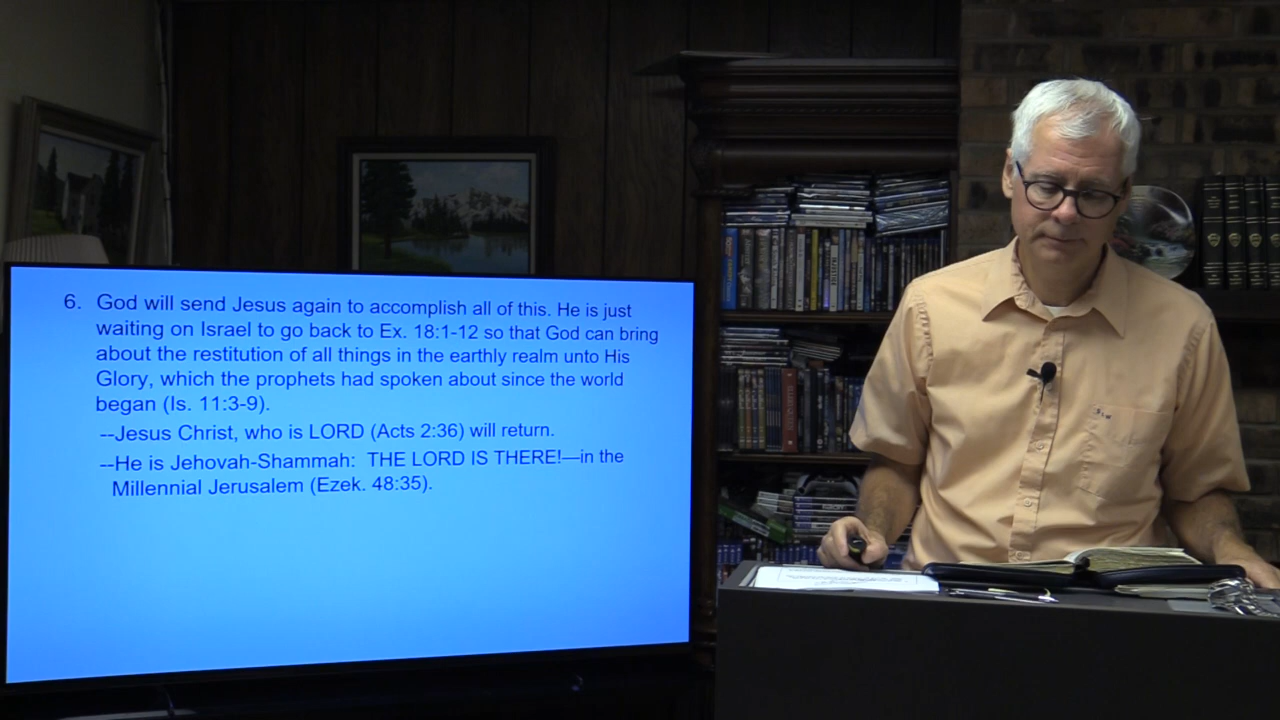 6. God will send Jesus again to accomplish all of this. He is just
waiting on Israel to go back to Ex. 18:1-12 so that God can bring
about the restitution of all things in the earthly realm unto His
Glory, which the prophets had spoken about since the world
began (Is. 11:3-9).
--Jesus Christ, who is LORD (Acts 2:36) will return.
--He is Jehovah-Shammah: THE LORD IS THERE!—in the
Millennial Jerusalem (Ezek. 48:35).